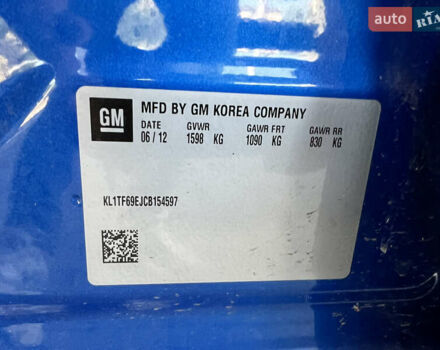 auto RIA
GM MFD BY GM KOREA COMPANY
DATE GVWR GAWR FRT GAWR RR
06/12 1598 KG 1090 KG 830 KG
KL1TF69EJCB154597